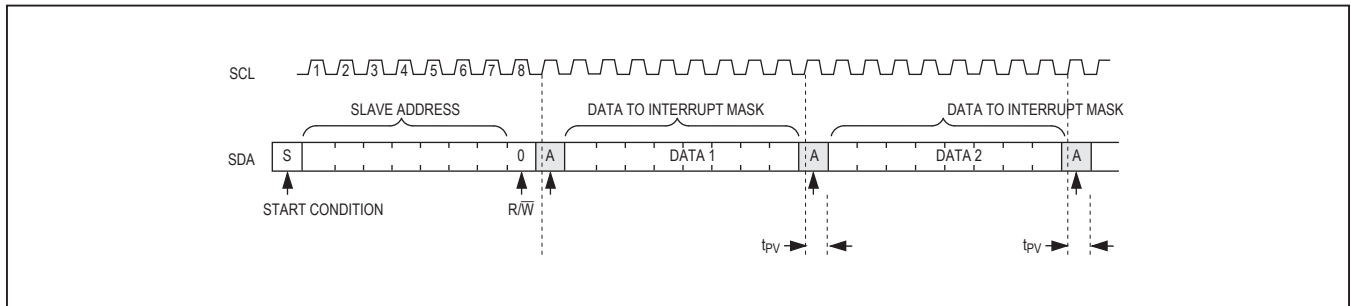 SCL 1 2 3 4 5 6 7 8
SLAVE ADDRESS DATA TO INTERRUPT MASK DATA TO INTERRUPT MASK
SDA S 0 A DATA 1 A DATA 2 A
START CONDITION R/W̅
tPV tPV